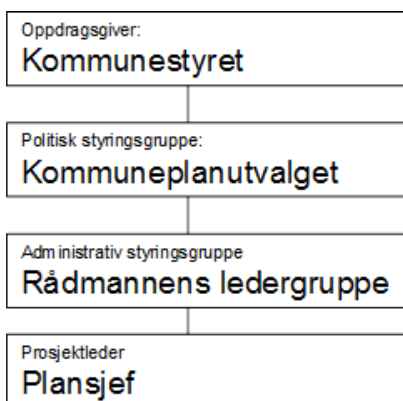 Oppdragsgiver:
Kommunestyret
Politisk styringsgruppe:
Kommuneplanutvalget
Administrativ styringsgruppe
Rådmannens ledergruppe
Prosjektleder
Plansjef